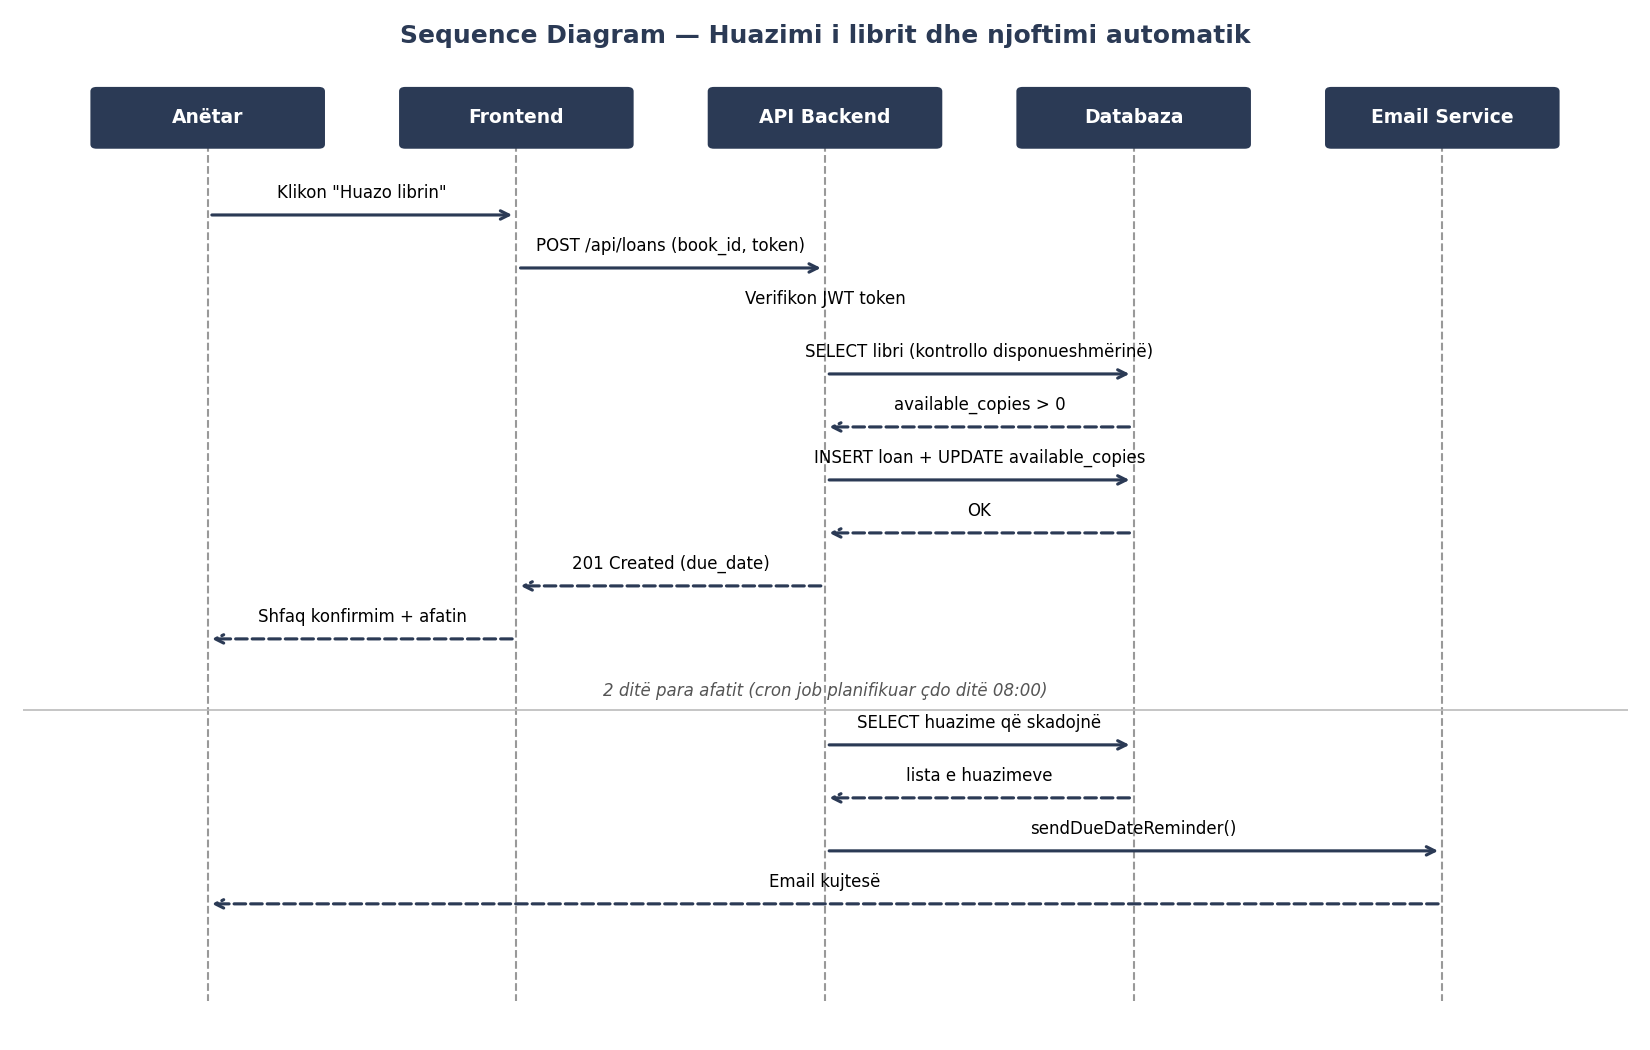 Sequence Diagram — Huazimi i librit dhe njoftimi automatik
Anëtar
Frontend
API Backend
Databaza
Email Service
Klikon "Huazo librin"
POST /api/loans (book_id, token)
Verifikon JWT token
SELECT libri (kontrollo disponueshmërinë)
available_copies > 0
INSERT loan + UPDATE available_copies
OK
201 Created (due_date)
Shfaq konfirmim + afatin
2 ditë para afatit (cron job planifikuar çdo ditë 08:00)
SELECT huazime që skadojnë
lista e huazimeve
sendDueDateReminder()
Email kujtesë